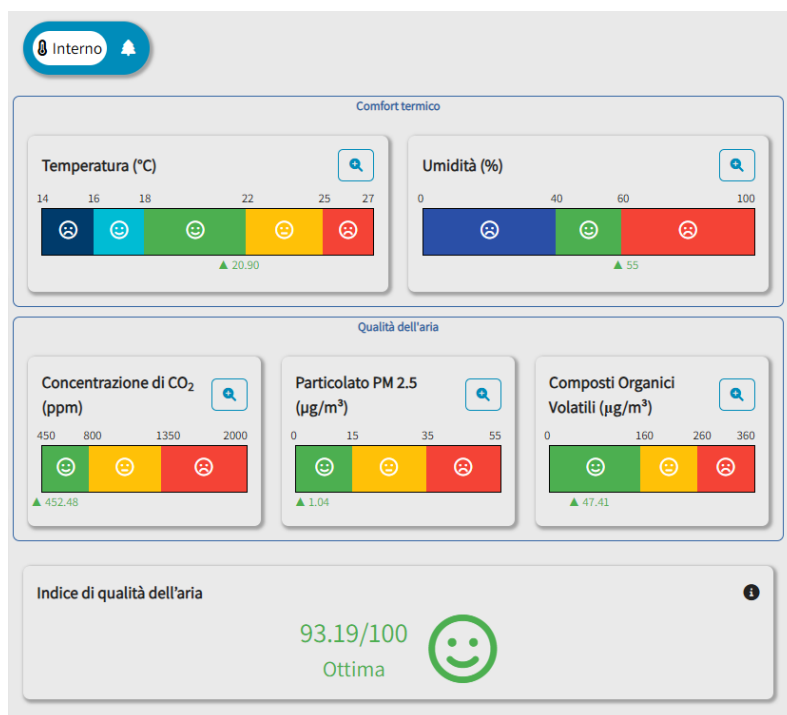 Interno
Comfort termico
Temperatura (°C)
14 16 18 22 25 27
▲ 20.90
Umidità (%)
0 40 60 100
▲ 55
Qualità dell'aria
Concentrazione di CO₂
(ppm)
450 800 1350 2000
▲ 452.48
Particolato PM 2.5
(µg/m³)
0 15 35 55
▲ 1.04
Composti Organici
Volatili (µg/m³)
0 160 260 360
▲ 47.41
Indice di qualità dell'aria
93.19/100
Ottima